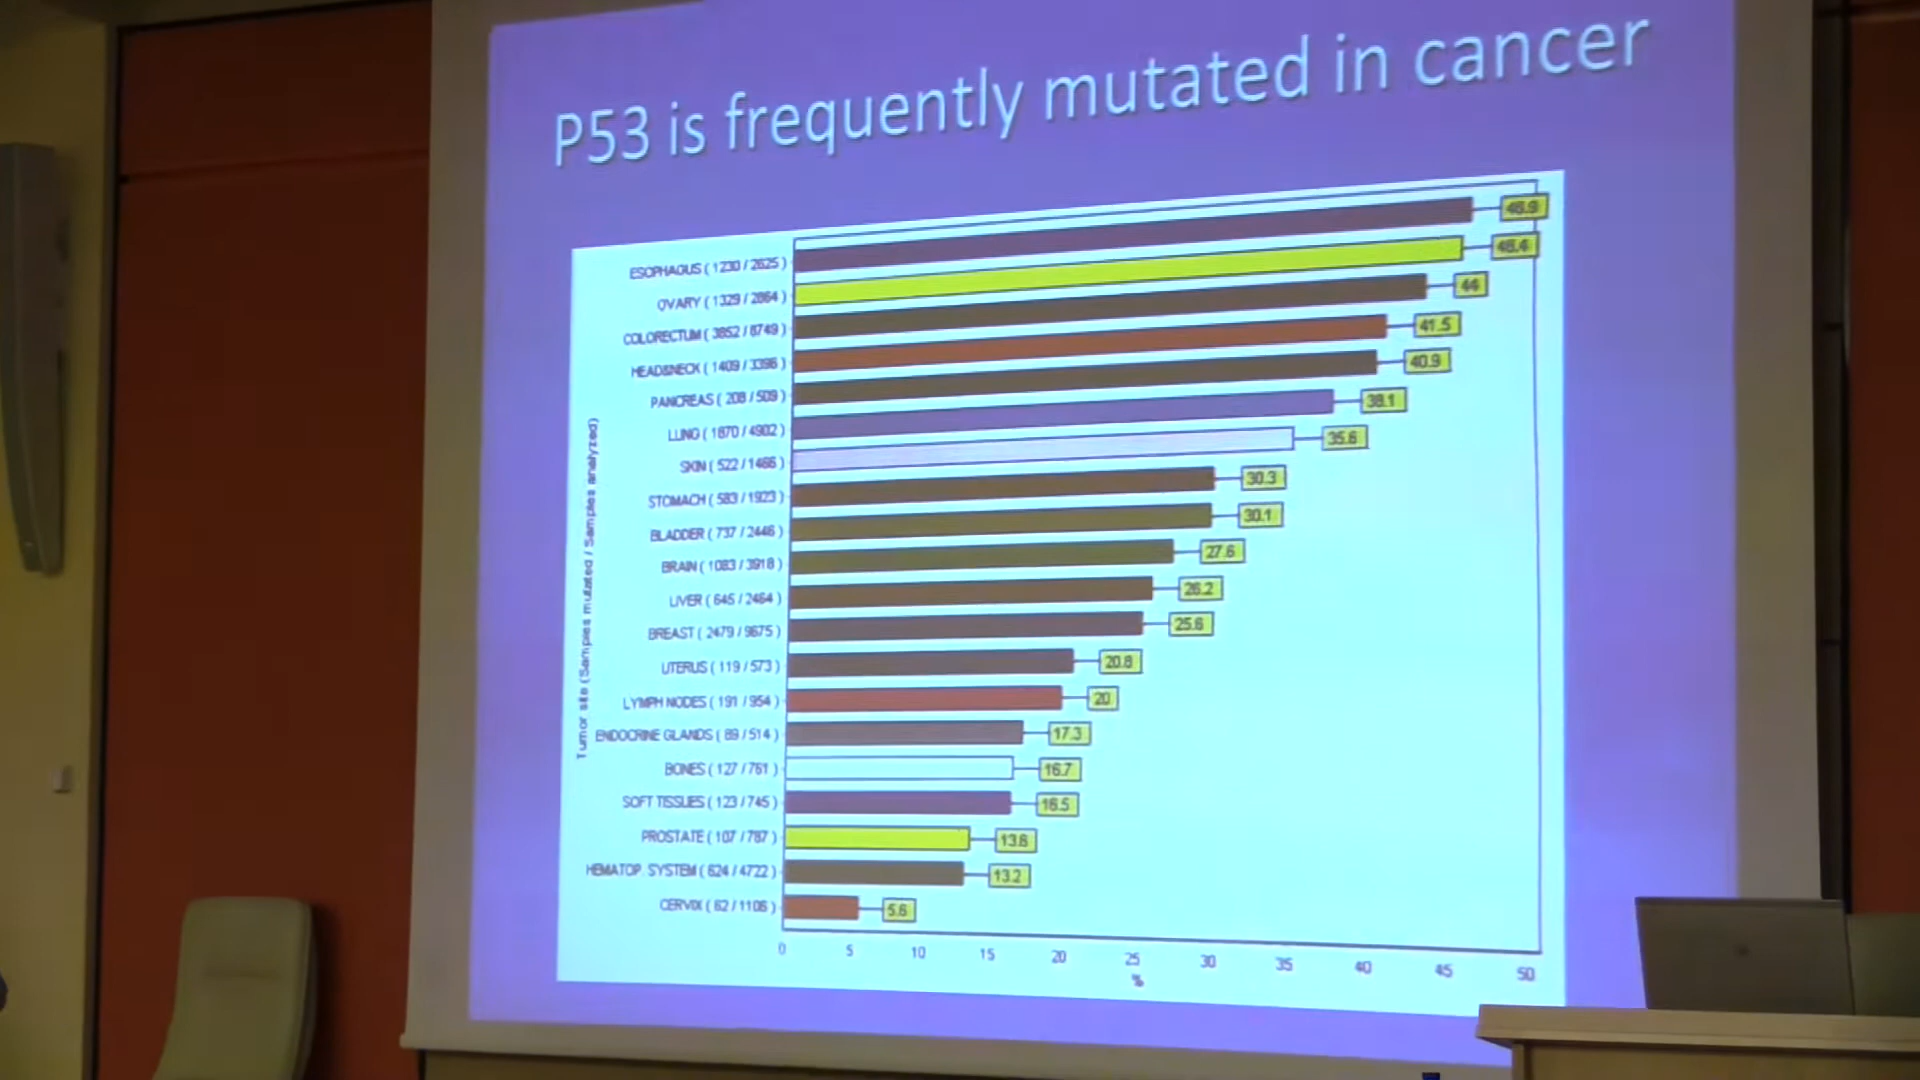 P53 is frequently mutated in cancer
Tumor site (Samples mutated / Samples analyzed)
ESOPHAGUS ( 1230 / 2625 ) 46.9
OVARY ( 1329 / 2864 ) 46.4
COLORECTUM ( 3852 / 8749 ) 44
HEAD&NECK ( 1409 / 3396 ) 41.5
PANCREAS ( 208 / 509 ) 40.9
LUNG ( 1870 / 4902 ) 38.1
SKIN ( 522 / 1466 ) 35.6
STOMACH ( 583 / 1923 ) 30.3
BLADDER ( 737 / 2446 ) 30.1
BRAIN ( 1083 / 3918 ) 27.6
LIVER ( 645 / 2464 ) 26.2
BREAST ( 2479 / 9675 ) 25.6
UTERUS ( 119 / 573 ) 20.8
LYMPH NODES ( 191 / 954 ) 20
ENDOCRINE GLANDS ( 89 / 514 ) 17.3
BONES ( 127 / 761 ) 16.7
SOFT TISSUES ( 123 / 745 ) 16.5
PROSTATE ( 107 / 787 ) 13.6
HEMATOP. SYSTEM ( 624 / 4722 ) 13.2
CERVIX ( 62 / 1106 ) 5.6
0 5 10 15 20 25 30 35 40 45 50
%